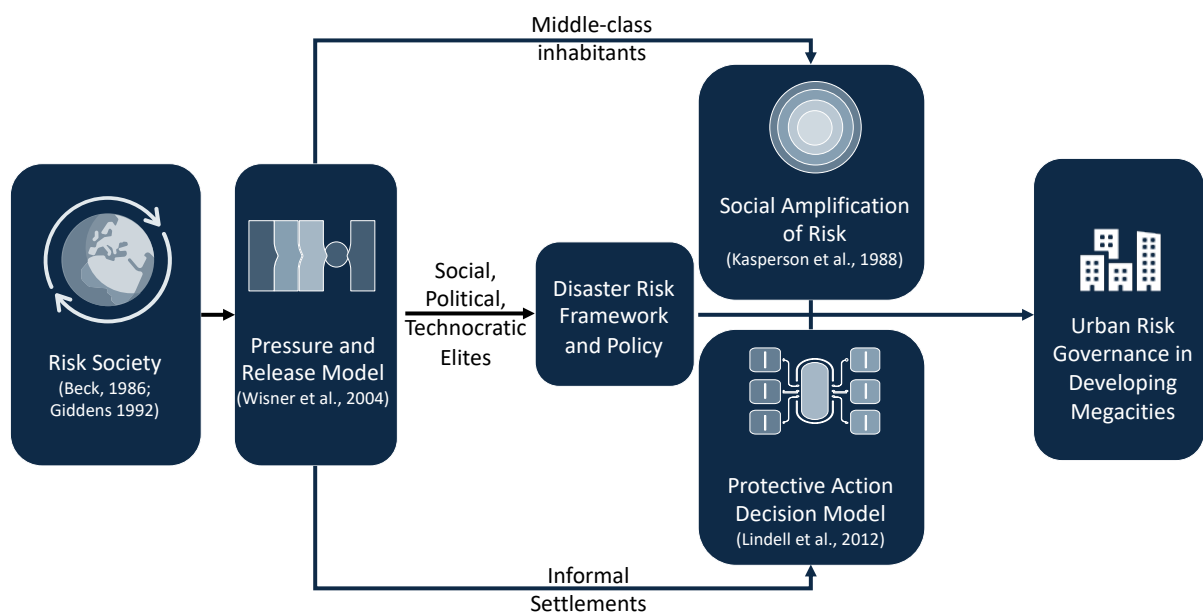 Middle-class
inhabitants
Risk Society
(Beck, 1986;
Giddens 1992)
Pressure and
Release Model
(Wisner et al., 2004)
Social,
Political,
Technocratic
Elites
Disaster Risk
Framework
and Policy
Social Amplification
of Risk
(Kasperson et al., 1988)
Protective Action
Decision Model
(Lindell et al., 2012)
Urban Risk
Governance in
Developing
Megacities
Informal
Settlements